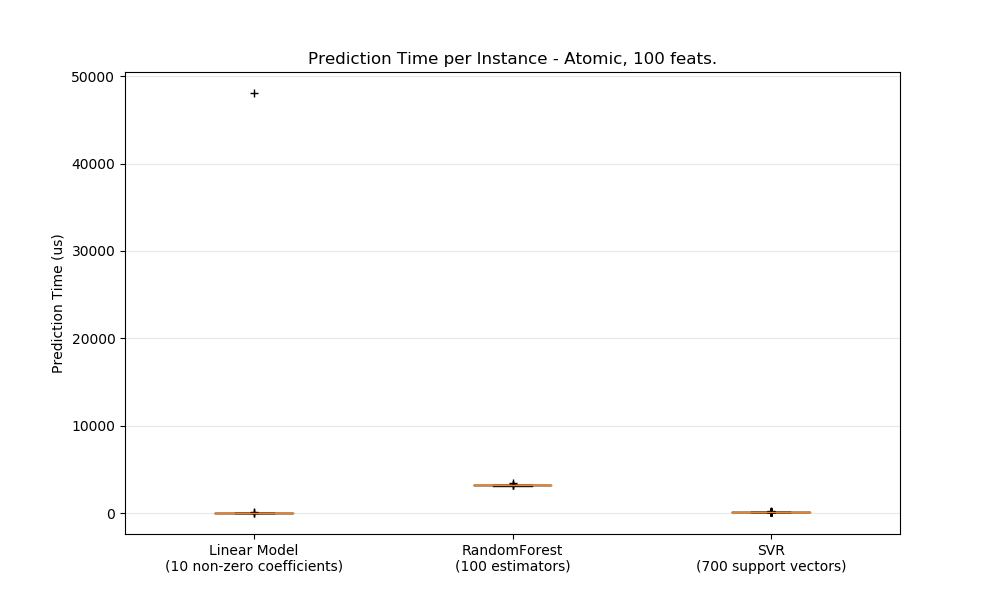 Prediction Time per Instance - Atomic, 100 feats.
50000
40000
30000
20000
10000
0
Prediction Time (us)
Linear Model
(10 non-zero coefficients)
RandomForest
(100 estimators)
SVR
(700 support vectors)